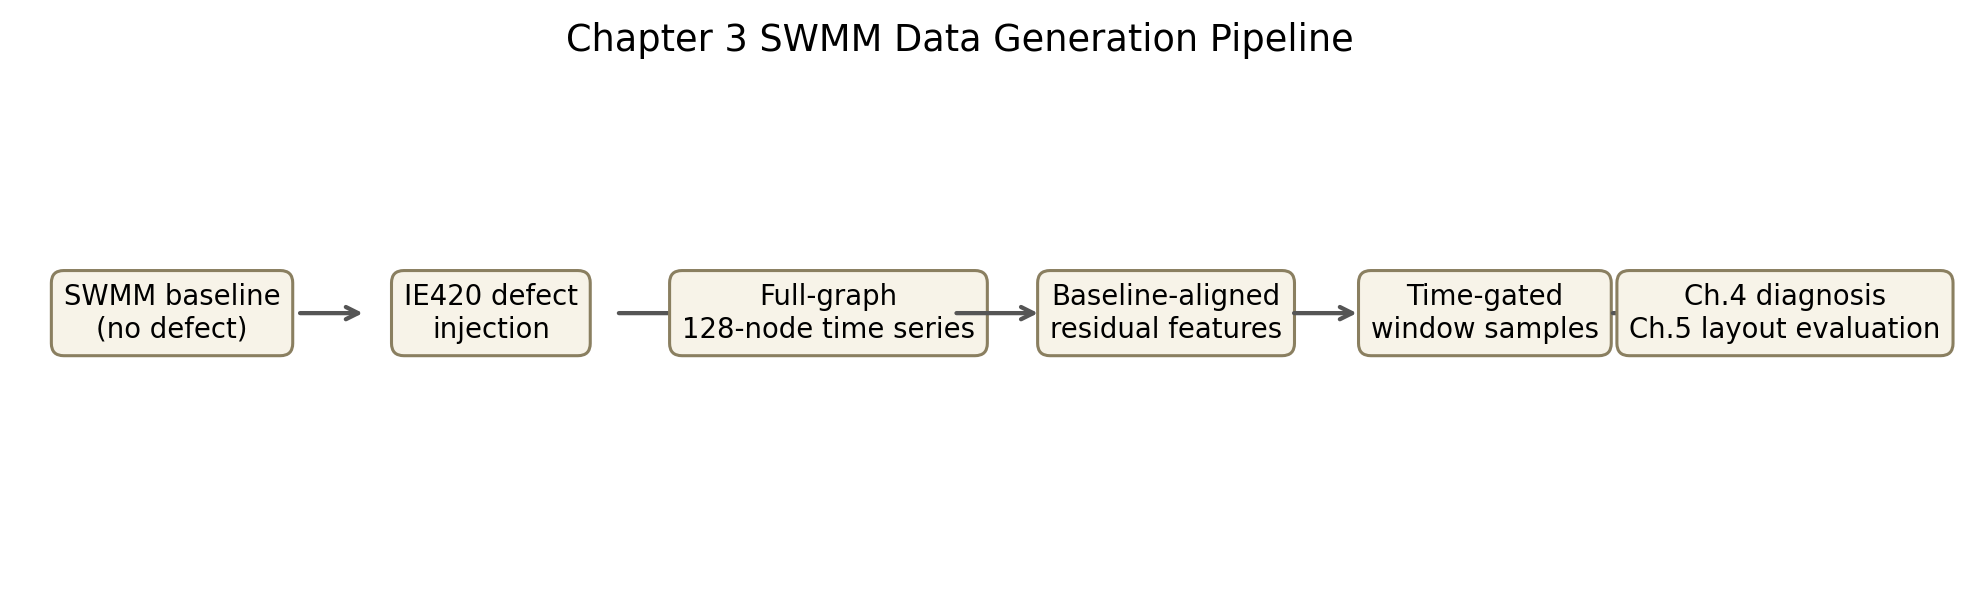 Chapter 3 SWMM Data Generation Pipeline
SWMM baseline
(no defect)
IE420 defect
injection
Full-graph
128-node time series
Baseline-aligned
residual features
Time-gated
window samples
Ch.4 diagnosis
Ch.5 layout evaluation